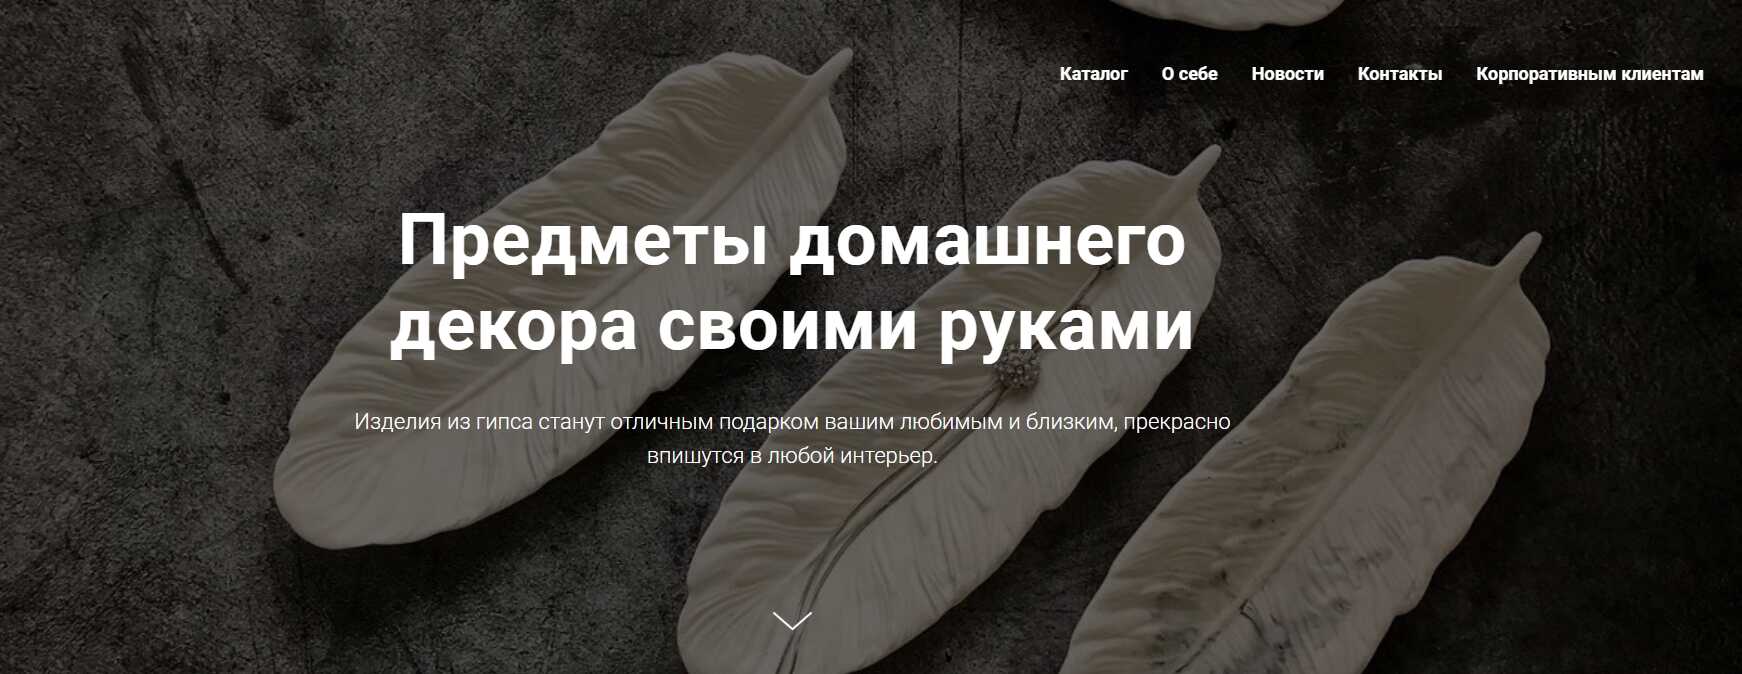 Каталог О себе Новости Контакты Корпоративным клиентам
Предметы домашнего
декора своими руками
Изделия из гипса станут отличным подарком вашим любимым и близким, прекрасно
впишутся в любой интерьер.